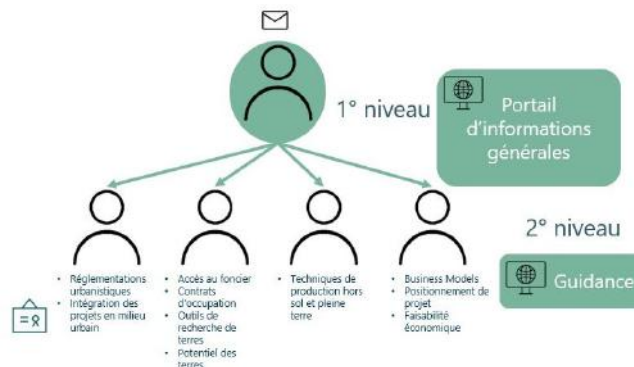 1° niveau
Portail
d'informations
générales
2° niveau
Guidance
• Réglementations
urbanistiques
• Intégration des
projets en milieu
urbain
• Accès au foncier
• Contrats
d'occupation
• Outils de
recherche de
terres
• Potentiel des
terres
• Techniques de
production hors
sol et pleine
terre
• Business Models
• Positionnement de
projet
• Faisabilité
économique